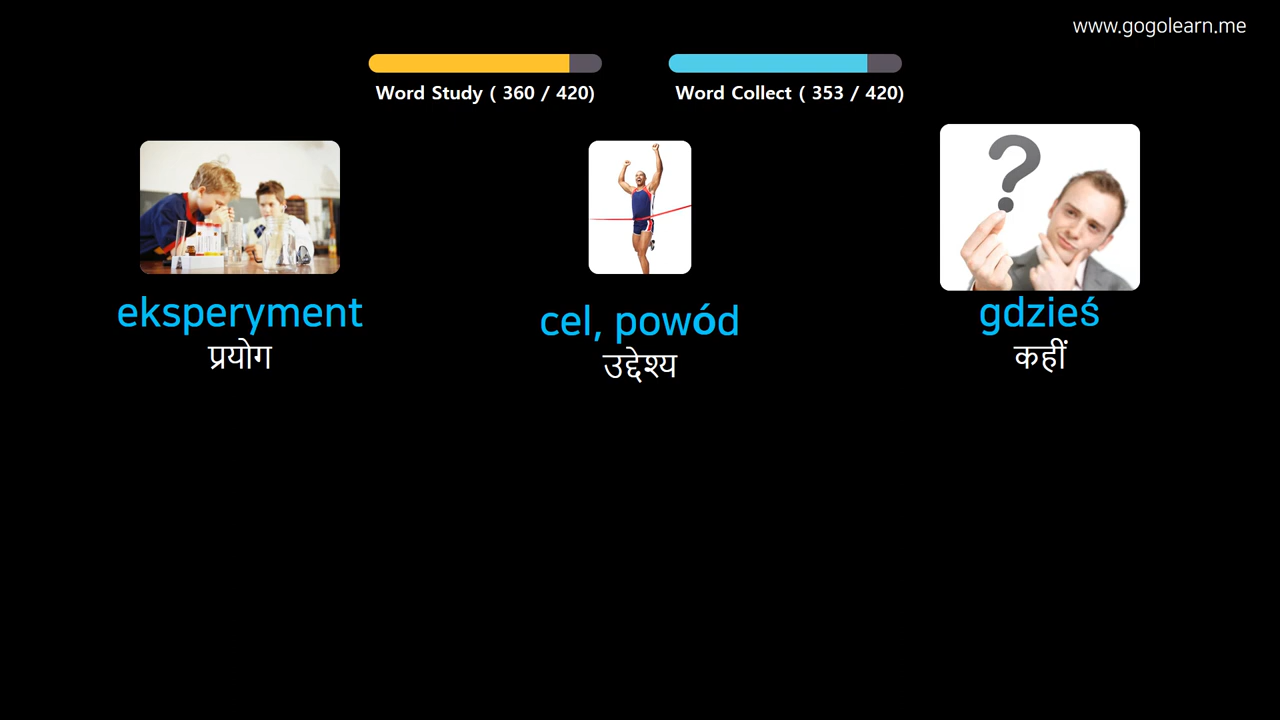 www.gogolearn.me
Word Study ( 360 / 420)
Word Collect ( 353 / 420)
eksperyment
प्रयोग
cel, powód
उद्देश्य
gdzieś
कहीं